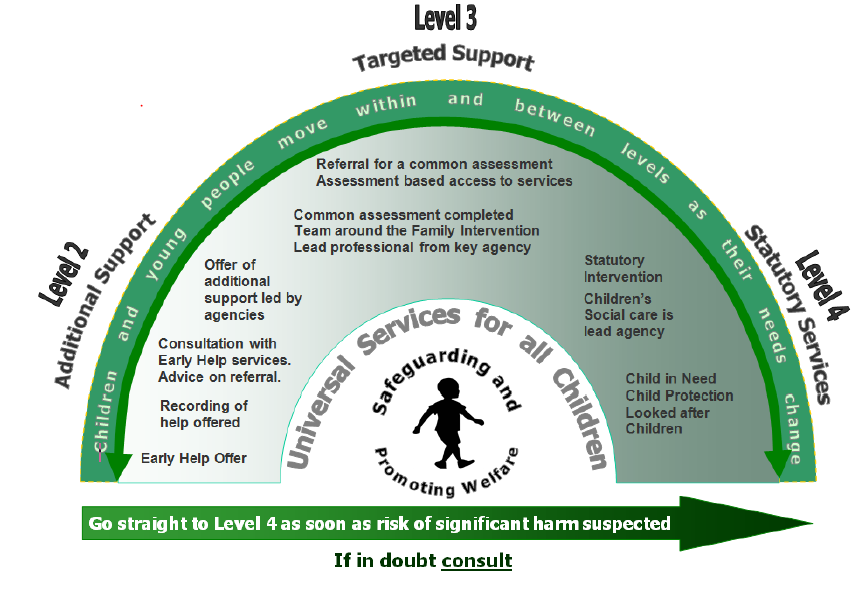 Level 3
Targeted Support
Level 2
Additional Support
Level 4
Statutory Services
Children and young people move within and between levels as their needs change
Referral for a common assessment
Assessment based access to services
Common assessment completed
Team around the Family Intervention
Lead professional from key agency
Offer of
additional
support led by
agencies
Consultation with
Early Help services.
Advice on referral.
Recording of
help offered
Early Help Offer
Statutory
Intervention
Children's
Social care is
lead agency
Child in Need
Child Protection
Looked after
Children
Universal Services for all Children
Safeguarding and
Promoting Welfare
Go straight to Level 4 as soon as risk of significant harm suspected
If in doubt consult